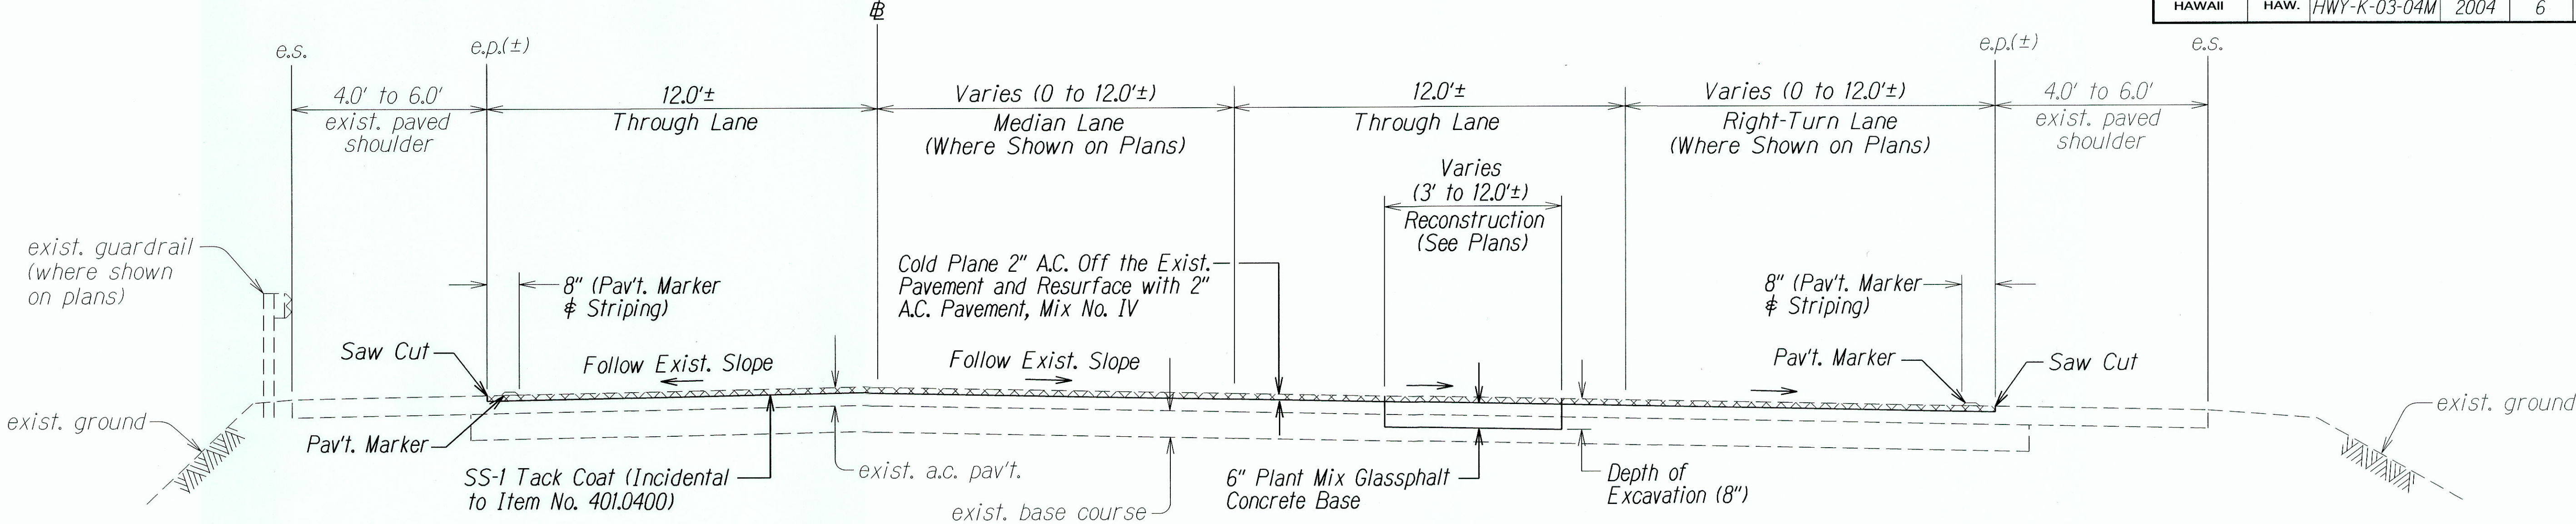 HAWAII HAW. HWY-K-03-04M 2004 6
℄
e.s.
e.p.(±)
e.p.(±)
e.s.
4.0' to 6.0'
exist. paved
shoulder
12.0'±
Through Lane
Varies (0 to 12.0'±)
Median Lane
(Where Shown on Plans)
12.0'±
Through Lane
Varies (0 to 12.0'±)
Right-Turn Lane
(Where Shown on Plans)
4.0' to 6.0'
exist. paved
shoulder
Varies
(3' to 12.0'±)
Reconstruction
(See Plans)
exist. guardrail
(where shown
on plans)
8" (Pav't. Marker
& Striping)
Cold Plane 2" A.C. Off the Exist.
Pavement and Resurface with 2"
A.C. Pavement, Mix No. IV
8" (Pav't. Marker
& Striping)
Saw Cut
Follow Exist. Slope
Follow Exist. Slope
Pav't. Marker
Saw Cut
exist. ground
exist. ground
Pav't. Marker
SS-1 Tack Coat (Incidental
to Item No. 401.0400)
exist. a.c. pav't.
exist. base course
6" Plant Mix Glassphalt
Concrete Base
Depth of
Excavation (8")